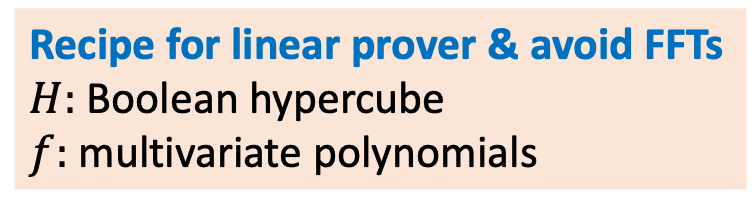 Recipe for linear prover & avoid FFTs
H: Boolean hypercube
f: multivariate polynomials